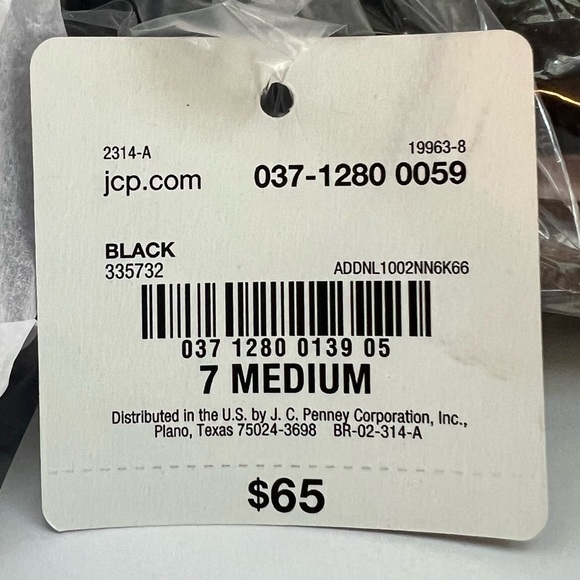 2314-A 19963-8
jcp.com 037-1280 0059
BLACK
335732 ADDNL1002NN6K66
037 1280 0139 05
7 MEDIUM
Distributed in the U.S. by J. C. Penney Corporation, Inc.,
Plano, Texas 75024-3698 BR-02-314-A
$65